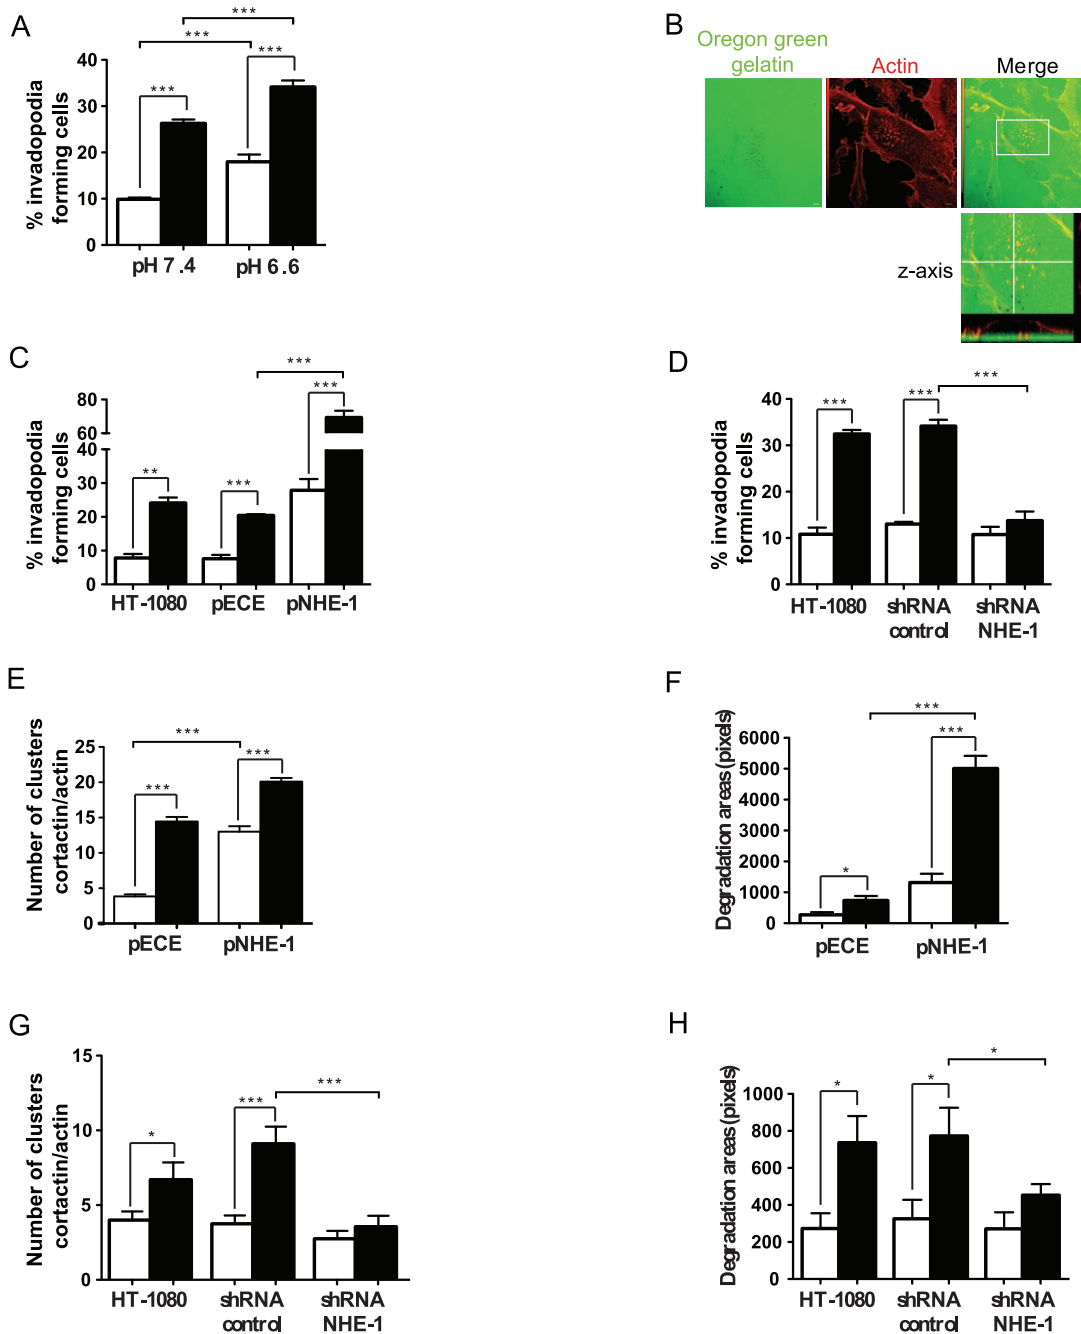 A
***
***
***
***
% invadopodia
forming cells
40
30
20
10
0
pH 7.4
pH 6.6
B
Oregon green
gelatin
Actin
Merge
z-axis
C
***
***
**
***
% invadopodia
forming cells
80
60
40
30
20
10
0
HT-1080
pECE
pNHE-1
D
***
***
***
% invadopodia
forming cells
40
30
20
10
0
HT-1080
shRNA
control
shRNA
NHE-1
E
***
***
***
Number of clusters
cortactin/actin
25
20
15
10
5
0
pECE
pNHE-1
F
***
***
*
Degradation areas (pixels)
6000
5000
4000
3000
2000
1000
0
pECE
pNHE-1
G
***
***
*
Number of clusters
cortactin/actin
15
10
5
0
HT-1080
shRNA
control
shRNA
NHE-1
H
*
*
*
Degradation areas (pixels)
1000
800
600
400
200
0
HT-1080
shRNA
control
shRNA
NHE-1